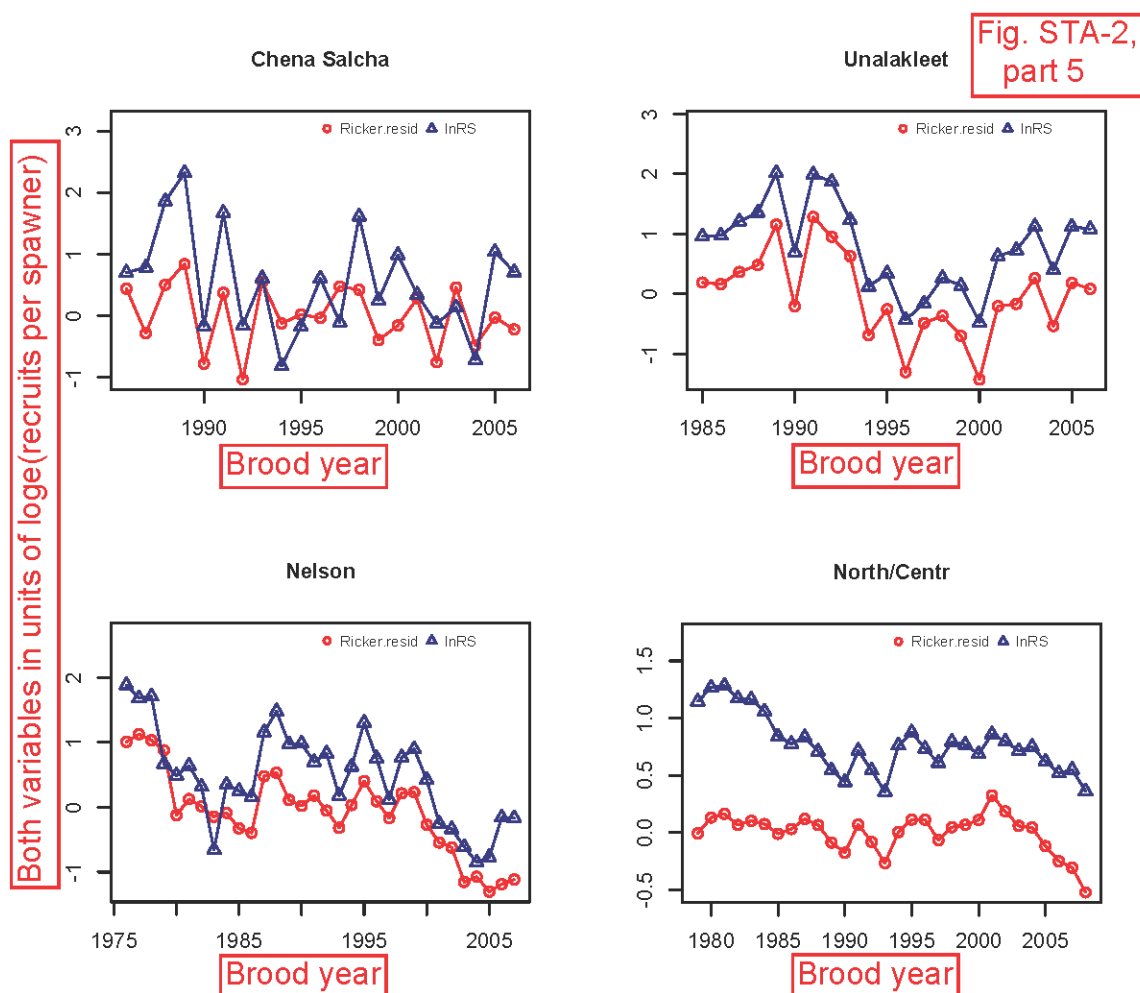 Fig. STA-2,
part 5
Both variables in units of loge(recruits per spawner)
Chena Salcha
Ricker.resid lnRS
3
2
1
0
-1
1990 1995 2000 2005
Brood year
Unalakleet
Ricker.resid lnRS
3
2
1
0
-1
1985 1990 1995 2000 2005
Brood year
Nelson
Ricker.resid lnRS
2
1
0
-1
1975 1985 1995 2005
Brood year
North/Centr
Ricker.resid lnRS
1.5
1.0
0.5
0.0
-0.5
1980 1985 1990 1995 2000 2005
Brood year